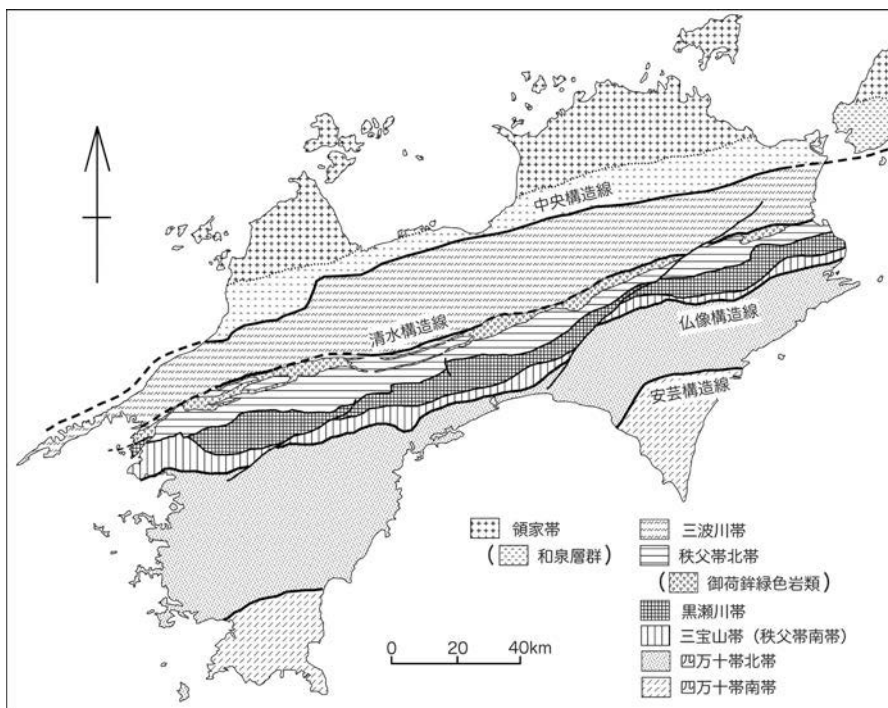 中央構造線
清水構造線
仏像構造線
安芸構造線
領家帯
(和泉層群)
三波川帯
秩父帯北帯
(御荷鉾緑色岩類)
黒瀬川帯
三宝山帯（秩父帯南帯）
四万十帯北帯
四万十帯南帯
0 20 40km